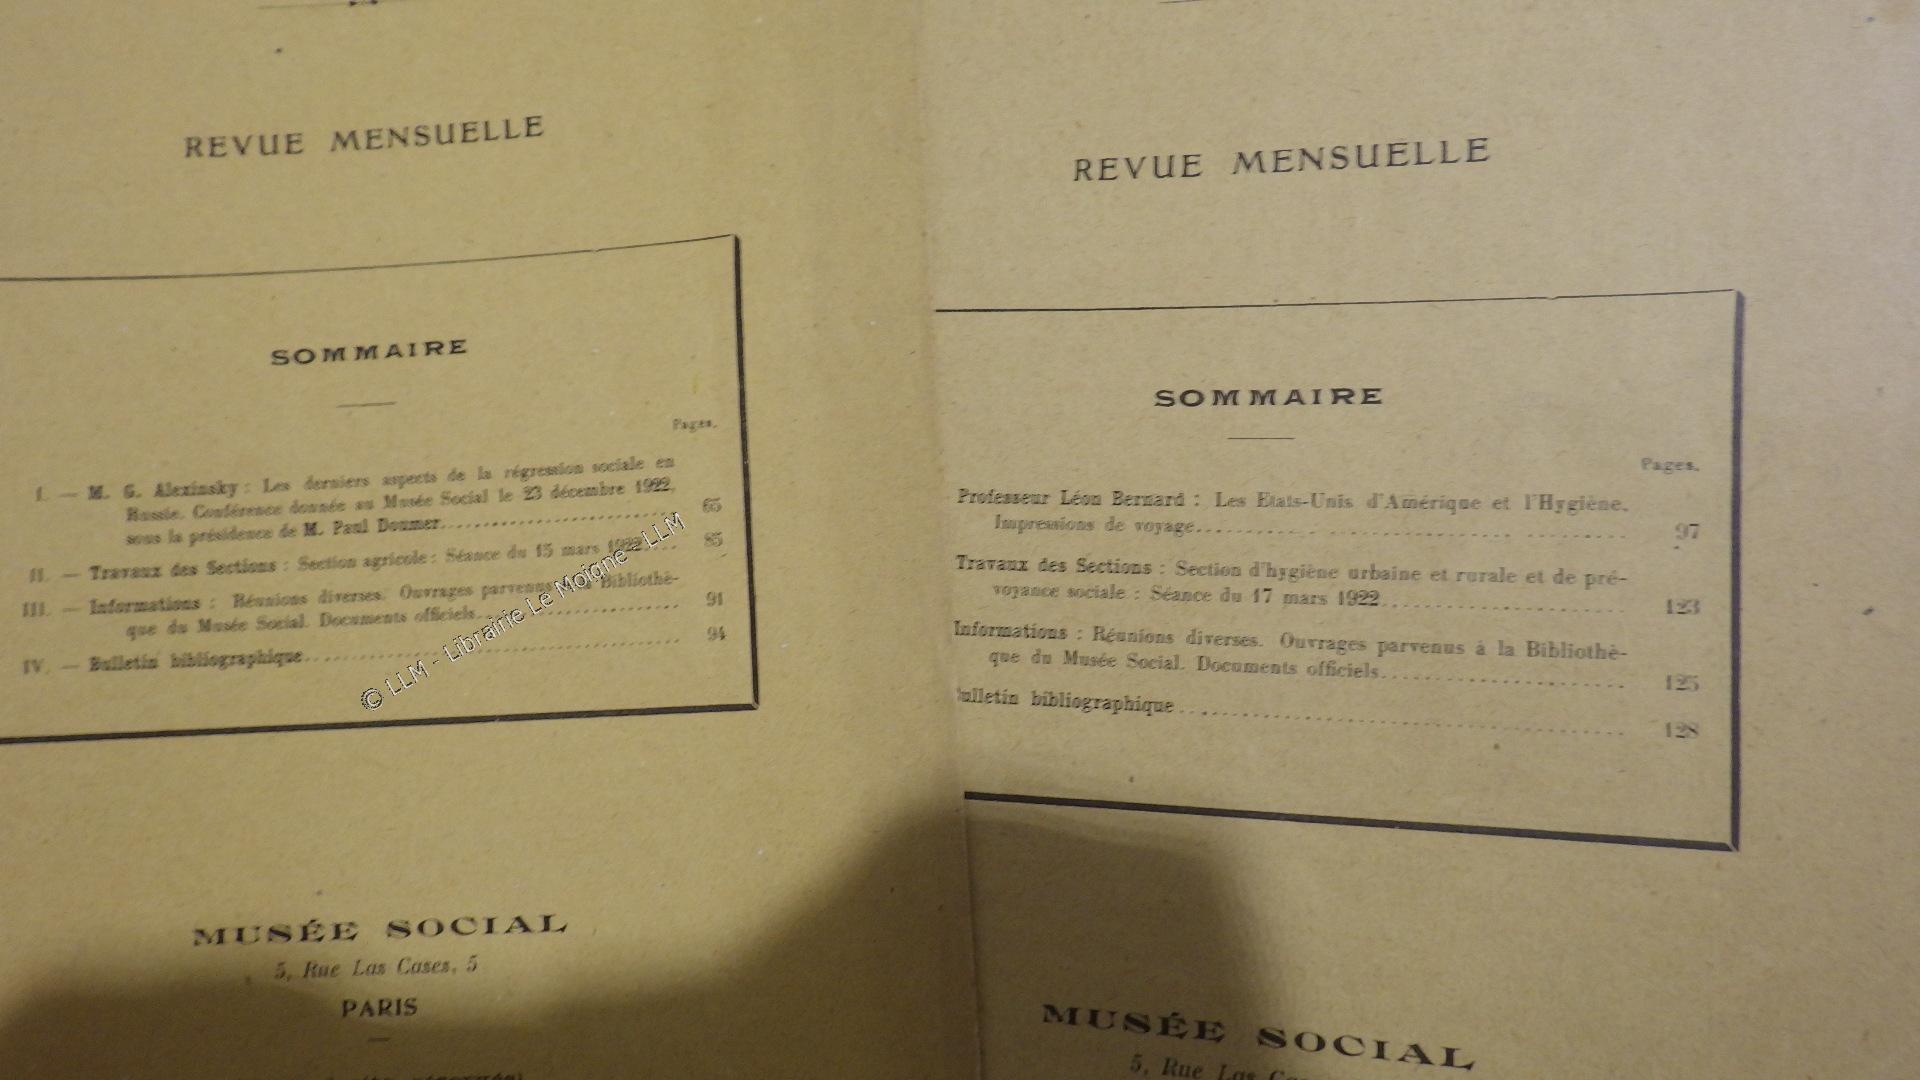 REVUE MENSUELLE
SOMMAIRE
Pages.
I. — M. G. Alexinsky : Les derniers aspects de la régression sociale en
Russie. Conférence donnée au Musée Social le 23 décembre 1922,
sous la présidence de M. Paul Doumer........ 65
II. — Travaux des Sections : Section agricole : Séance du 15 mars 1922.... 85
III. — Informations : Réunions diverses. Ouvrages parvenus Bibliothè-
que du Musée Social. Documents officiels........ 91
IV. — Bulletin bibliographique........ 94
© LLM - Librairie Le Moigne - LLM
MUSÉE SOCIAL
5, Rue Las Cases, 5
PARIS
REVUE MENSUELLE
SOMMAIRE
Pages.
Professeur Léon Bernard : Les Etats-Unis d'Amérique et l'Hygiène.
Impressions de voyage........ 97
Travaux des Sections : Section d'hygiène urbaine et rurale et de pré-
voyance sociale : Séance du 17 mars 1922........ 123
Informations : Réunions diverses. Ouvrages parvenus à la Bibliothè-
que du Musée Social. Documents officiels........ 125
ulletin bibliographique........ 128
MUSÉE SOCIAL
5, Rue Las